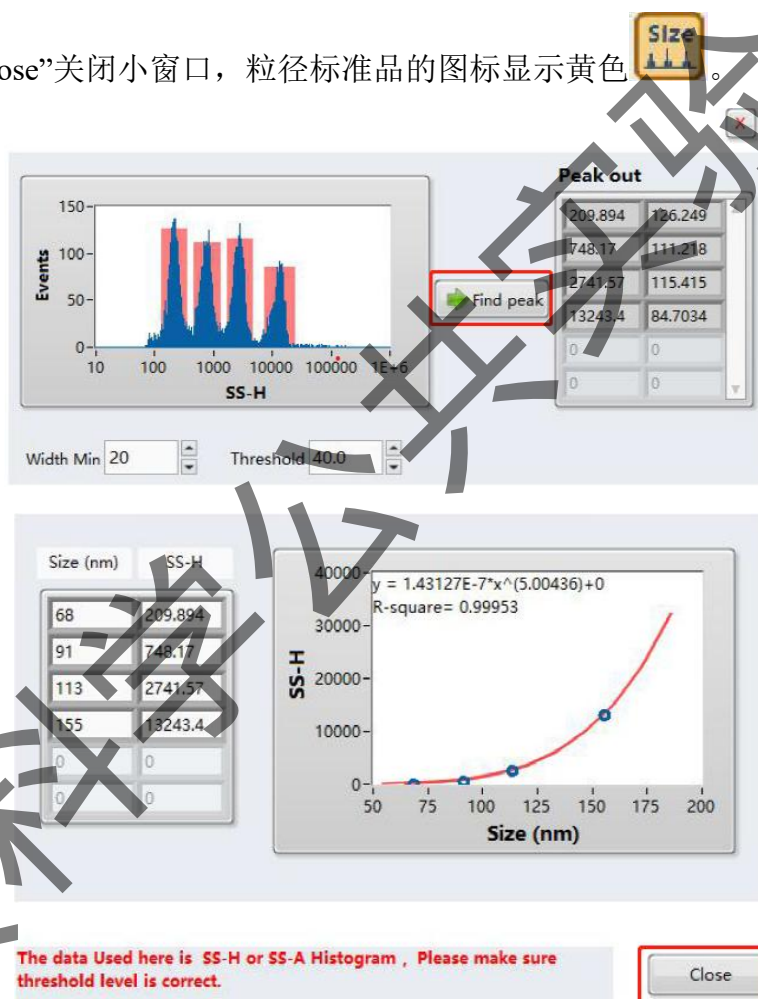 ose”关闭小窗口，粒径标准品的图标显示黄色 Size 。
X
Peak out
150
100
50
0
Events
10 100 1000 10000 100000 1E+6
SS-H
Find peak
209.894 126.249
748.17 111.218
2741.57 115.415
13243.4 84.7034
0 0
0 0
Width Min 20 Threshold 40.0
Size (nm) SS-H
68 209.894
91 748.17
113 2741.57
155 13243.4
0 0
0 0
y = 1.43127E-7*x^(5.00436)+0
R-square= 0.99953
40000
30000
20000
10000
0
SS-H
50 75 100 125 150 175 200
Size (nm)
The data Used here is SS-H or SS-A Histogram , Please make sure
threshold level is correct.
Close
科学公共实验